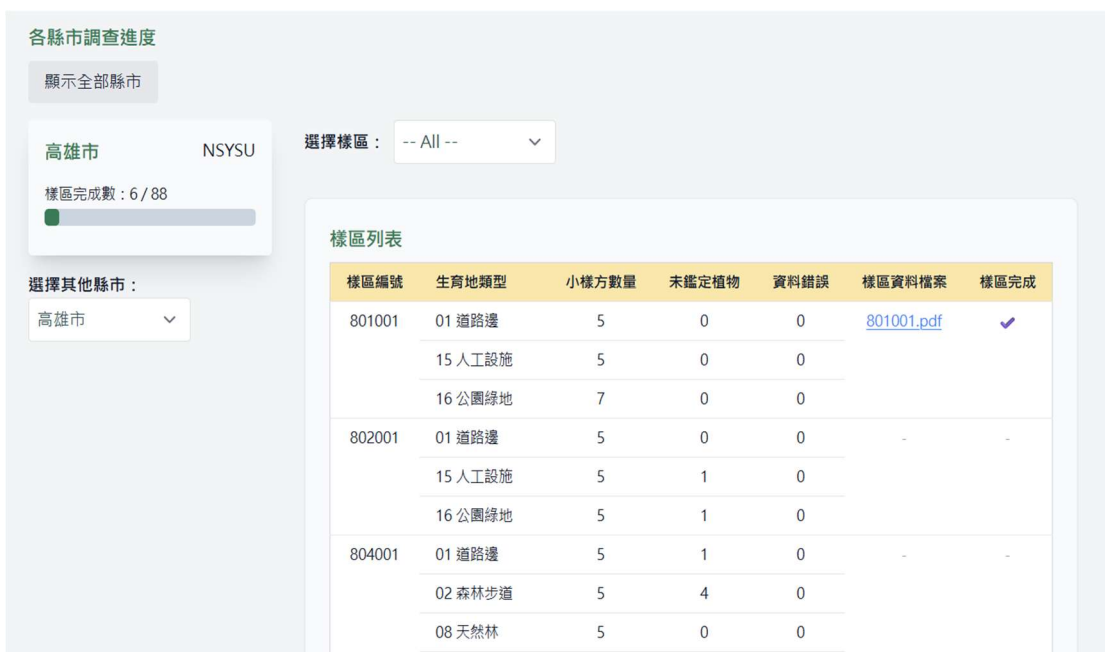 各縣市調查進度
顯示全部縣市
高雄市 NSYSU
樣區完成數：6 / 88
選擇其他縣市：
高雄市
選擇樣區： -- All --
樣區列表
樣區編號 生育地類型 小樣方數量 未鑑定植物 資料錯誤 樣區資料檔案 樣區完成
801001 01 道路邊 5 0 0 801001.pdf ✓
15 人工設施 5 0 0
16 公園綠地 7 0 0
802001 01 道路邊 5 0 0 - -
15 人工設施 5 1 0
16 公園綠地 5 1 0
804001 01 道路邊 5 1 0 - -
02 森林步道 5 4 0
08 天然林 5 0 0